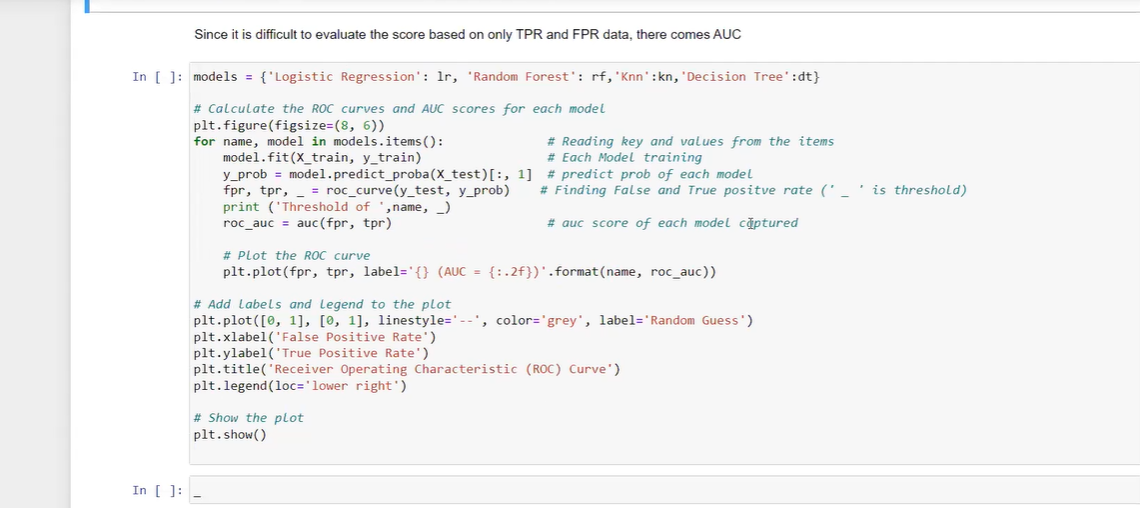 Since it is difficult to evaluate the score based on only TPR and FPR data, there comes AUC
In [ ]: models = {'Logistic Regression': lr, 'Random Forest': rf,'Knn':kn,'Decision Tree':dt}
# Calculate the ROC curves and AUC scores for each model
plt.figure(figsize=(8, 6))
for name, model in models.items(): # Reading key and values from the items
model.fit(X_train, y_train) # Each Model training
y_prob = model.predict_proba(X_test)[:, 1] # predict prob of each model
fpr, tpr, _ = roc_curve(y_test, y_prob) # Finding False and True positve rate (' _ ' is threshold)
print ('Threshold of ',name, _)
roc_auc = auc(fpr, tpr) # auc score of each model captured
# Plot the ROC curve
plt.plot(fpr, tpr, label='{} (AUC = {:.2f})'.format(name, roc_auc))
# Add labels and legend to the plot
plt.plot([0, 1], [0, 1], linestyle='--', color='grey', label='Random Guess')
plt.xlabel('False Positive Rate')
plt.ylabel('True Positive Rate')
plt.title('Receiver Operating Characteristic (ROC) Curve')
plt.legend(loc='lower right')
# Show the plot
plt.show()
In [ ]: _